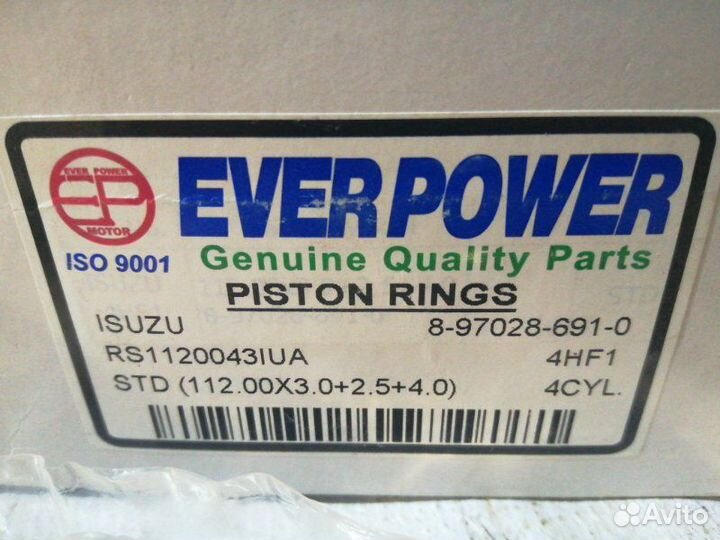 EVER POWER
EP
MOTOR
ISO 9001
EVER POWER
Genuine Quality Parts
PISTON RINGS
ISUZU 8-97028-691-0
RS1120043IUA 4HF1
STD (112.00X3.0+2.5+4.0) 4CYL.
Avito